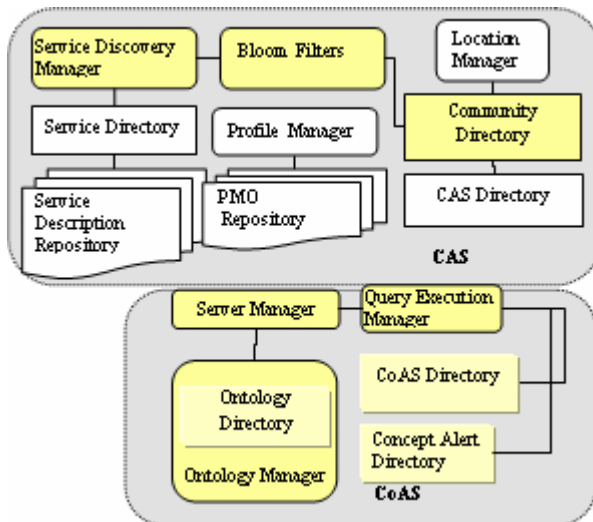 Service Discovery
Manager
Bloom Filters
Location
Manager
Service Directory
Profile Manager
Community
Directory
Service
Description
Repository
PMO
Repository
CAS Directory
CAS
Server Manager
Query Execution
Manager
Ontology
Directory
Ontology Manager
CoAS Directory
Concept Alert
Directory
CoAS